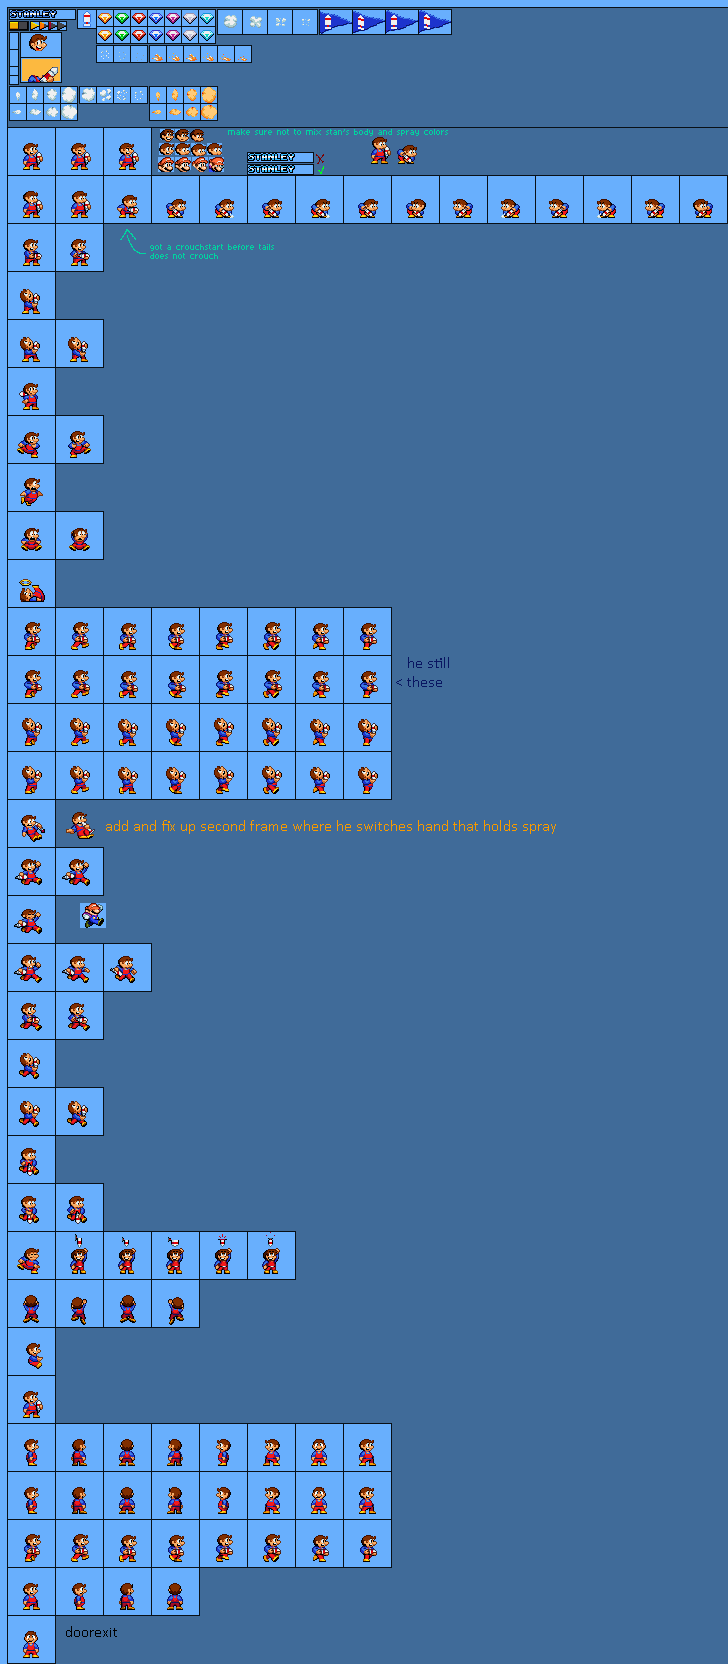 STANLEY
make sure not to mix stan's body and spray colors
STANLEY
STANLEY
got a crouchstart before tails
does not crouch
he still
< these
add and fix up second frame where he switches hand that holds spray
doorexit